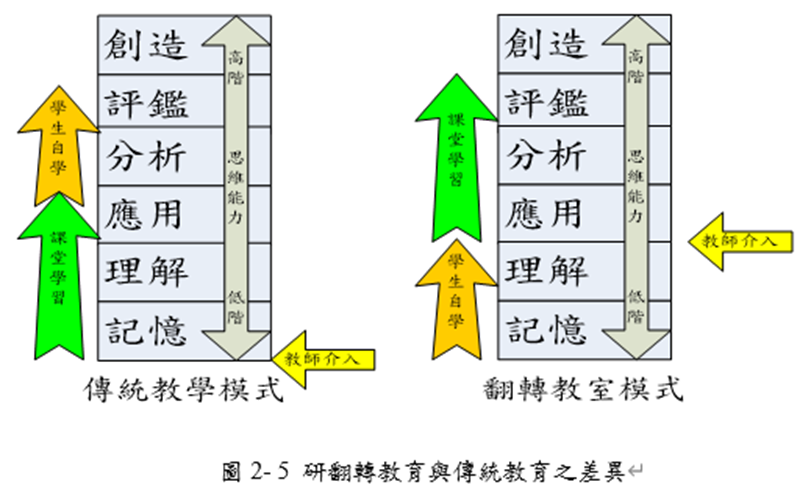 創造
評鑑
分析
應用
理解
記憶
高階
思維能力
低階
學生自學
課堂學習
教師介入
傳統教學模式
創造
評鑑
分析
應用
理解
記憶
高階
思維能力
低階
課堂學習
學生自學
教師介入
翻轉教室模式
圖 2- 5 研翻轉教育與傳統教育之差異↵